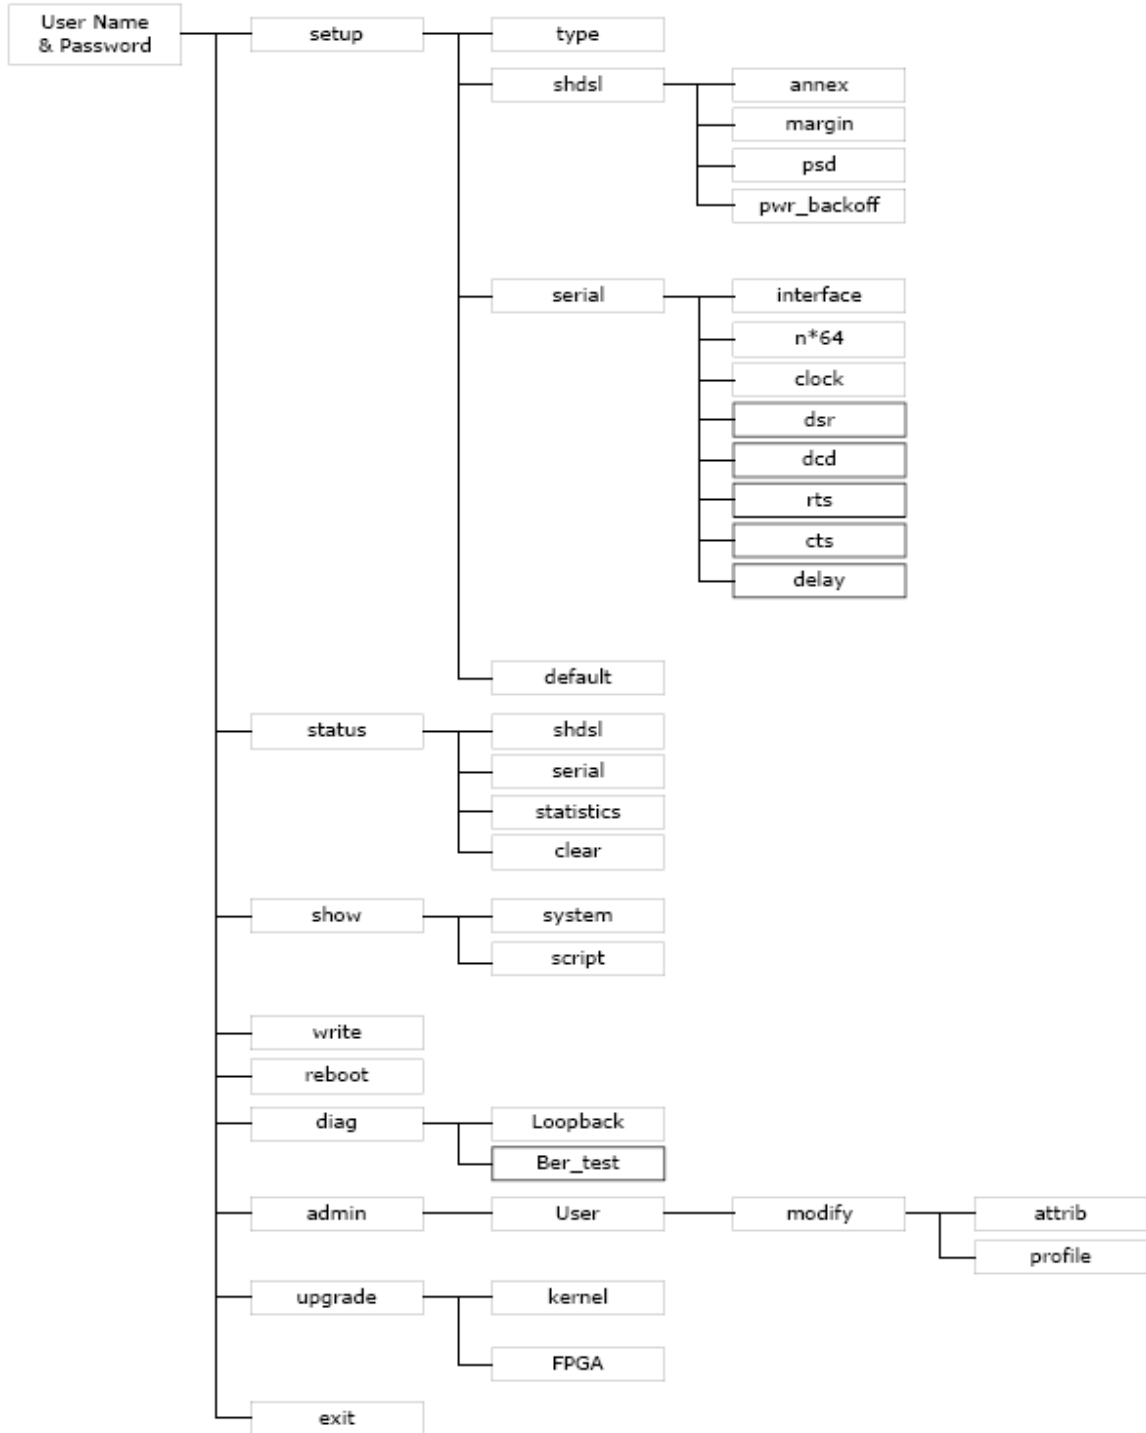 User Name
& Password
setup
type
shdsl
annex
margin
psd
pwr_backoff
serial
interface
n*64
clock
dsr
dcd
rts
cts
delay
default
status
shdsl
serial
statistics
clear
show
system
script
write
reboot
diag
Loopback
Ber_test
admin
User
modify
attrib
profile
upgrade
kernel
FPGA
exit